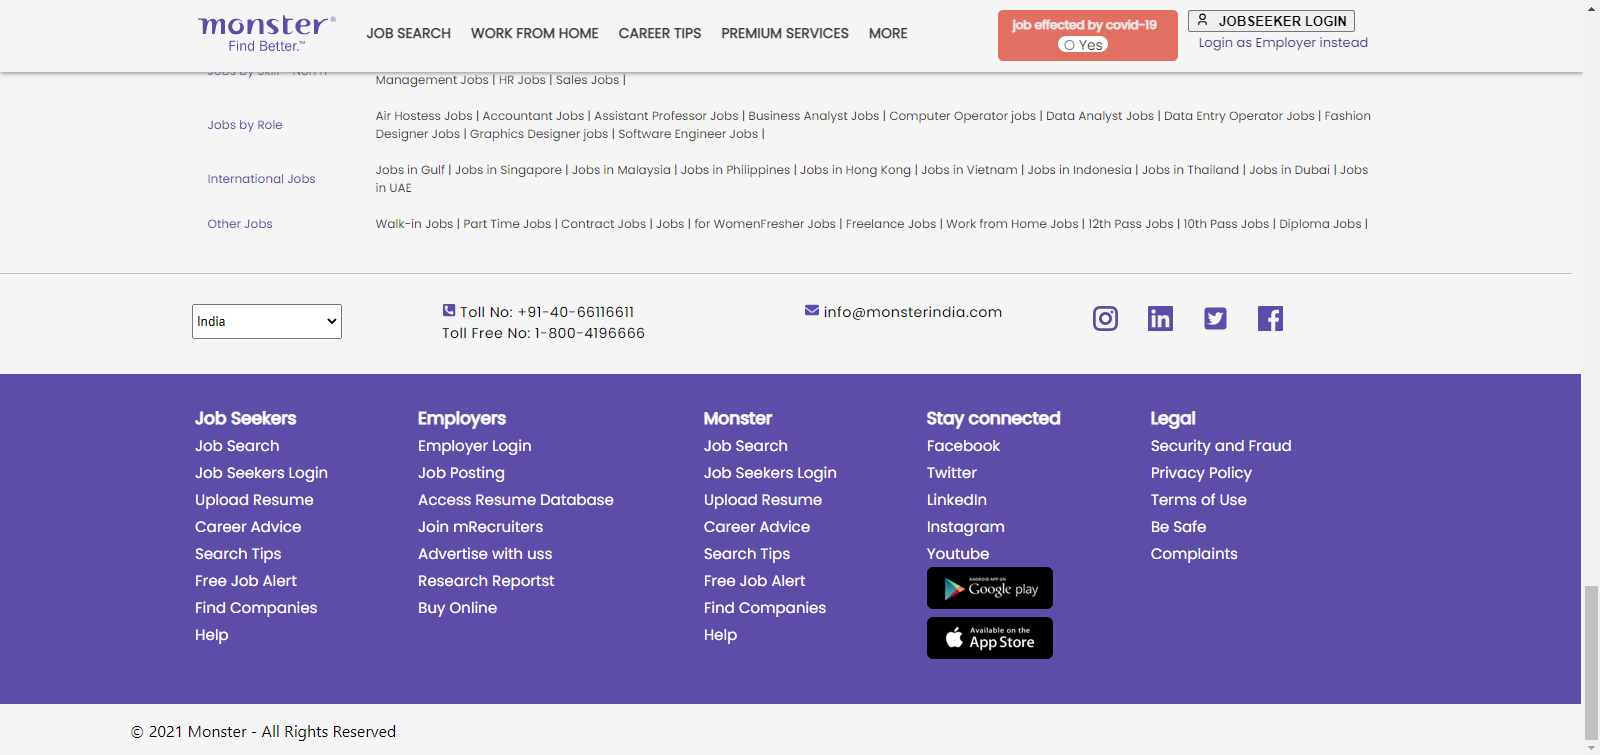 monster®
Find Better.™
JOB SEARCH WORK FROM HOME CAREER TIPS PREMIUM SERVICES MORE
job effected by covid-19
Yes
JOBSEEKER LOGIN
Login as Employer instead
Management Jobs | HR Jobs | Sales Jobs |
Jobs by Role
Air Hostess Jobs | Accountant Jobs | Assistant Professor Jobs | Business Analyst Jobs | Computer Operator jobs | Data Analyst Jobs | Data Entry Operator Jobs | Fashion
Designer Jobs | Graphics Designer jobs | Software Engineer Jobs |
International Jobs
Jobs in Gulf | Jobs in Singapore | Jobs in Malaysia | Jobs in Philippines | Jobs in Hong Kong | Jobs in Vietnam | Jobs in Indonesia | Jobs in Thailand | Jobs in Dubai | Jobs
in UAE
Other Jobs
Walk-in Jobs | Part Time Jobs | Contract Jobs | Jobs | for WomenFresher Jobs | Freelance Jobs | Work from Home Jobs | 12th Pass Jobs | 10th Pass Jobs | Diploma Jobs |
India
Toll No: +91-40-66116611
Toll Free No: 1-800-4196666
info@monsterindia.com
Job Seekers
Job Search
Job Seekers Login
Upload Resume
Career Advice
Search Tips
Free Job Alert
Find Companies
Help
Employers
Employer Login
Job Posting
Access Resume Database
Join mRecruiters
Advertise with uss
Research Reportst
Buy Online
Monster
Job Search
Job Seekers Login
Upload Resume
Career Advice
Search Tips
Free Job Alert
Find Companies
Help
Stay connected
Facebook
Twitter
LinkedIn
Instagram
Youtube
ANDROID APP ON
Google play
Available on the
App Store
Legal
Security and Fraud
Privacy Policy
Terms of Use
Be Safe
Complaints
© 2021 Monster - All Rights Reserved